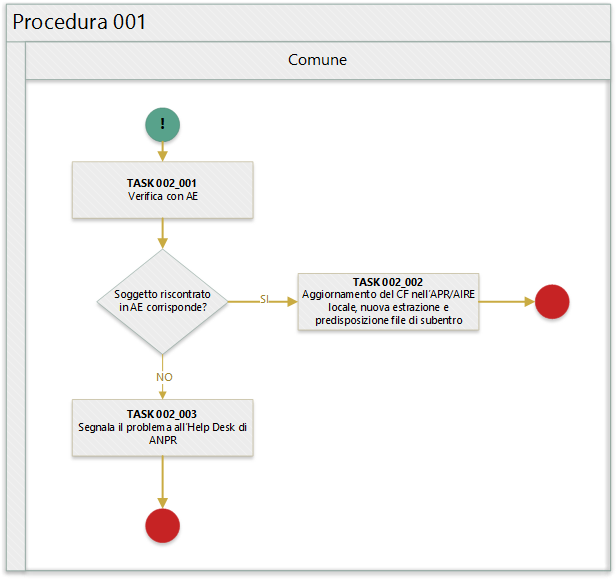 Procedura 001
Comune
!
TASK 002_001
Verifica con AE
Soggetto riscontrato
in AE corrisponde?
SI
TASK 002_002
Aggiornamento del CF nell'APR/AIRE
locale, nuova estrazione e
predisposizione file di subentro
NO
TASK 002_003
Segnala il problema all'Help Desk di
ANPR